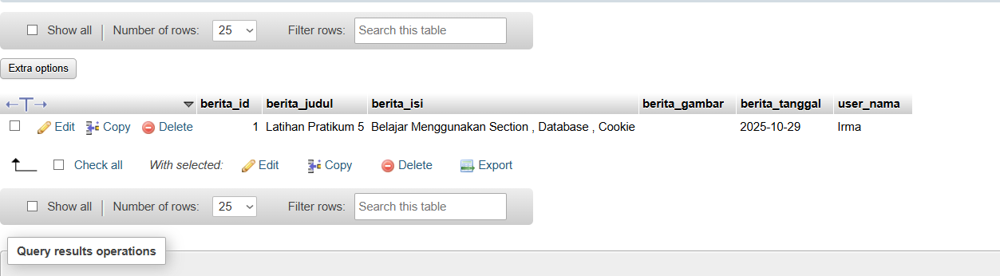 Show all Number of rows: 25 Filter rows: Search this table
Extra options
berita_id berita_judul berita_isi berita_gambar berita_tanggal user_nama
Edit Copy Delete 1 Latihan Pratikum 5 Belajar Menggunakan Section , Database , Cookie 2025-10-29 Irma
Check all With selected: Edit Copy Delete Export
Show all Number of rows: 25 Filter rows: Search this table
Query results operations